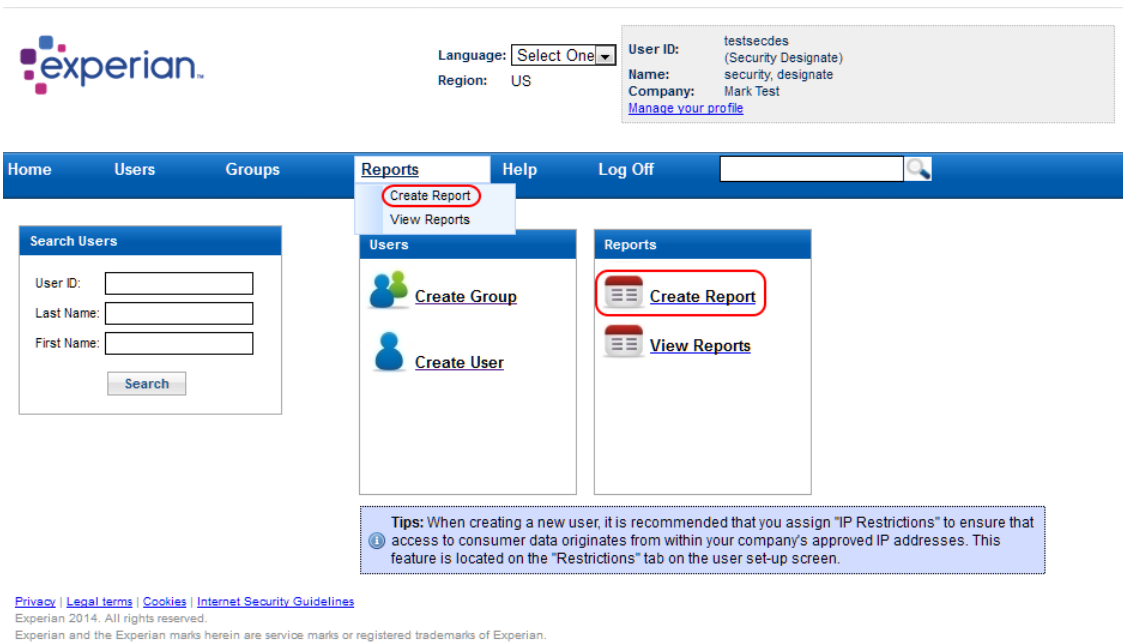 experian™
Language: Select One
Region: US
User ID: testsecdes
(Security Designate)
Name: security, designate
Company: Mark Test
Manage your profile
Home Users Groups Reports Help Log Off
Create Report
View Reports
Search Users
User ID:
Last Name:
First Name:
Search
Users
Create Group
Create User
Reports
Create Report
View Reports
Tips: When creating a new user, it is recommended that you assign "IP Restrictions" to ensure that
access to consumer data originates from within your company's approved IP addresses. This
feature is located on the "Restrictions" tab on the user set-up screen.
Privacy | Legal terms | Cookies | Internet Security Guidelines
Experian 2014. All rights reserved.
Experian and the Experian marks herein are service marks or registered trademarks of Experian.